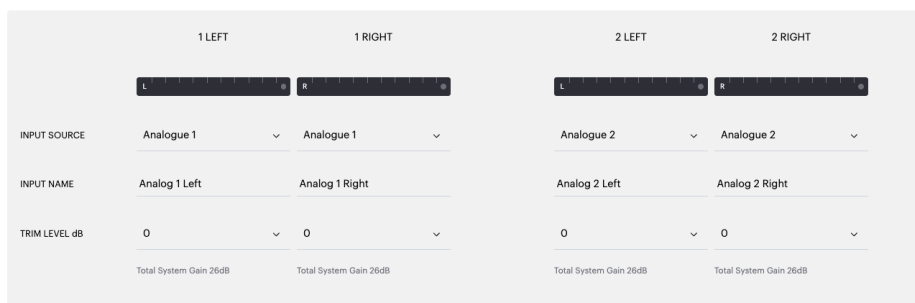 1 LEFT 1 RIGHT 2 LEFT 2 RIGHT
L R L R
INPUT SOURCE Analogue 1 Analogue 1 Analogue 2 Analogue 2
INPUT NAME Analog 1 Left Analog 1 Right Analog 2 Left Analog 2 Right
TRIM LEVEL dB 0 0 0 0
Total System Gain 26dB Total System Gain 26dB Total System Gain 26dB Total System Gain 26dB